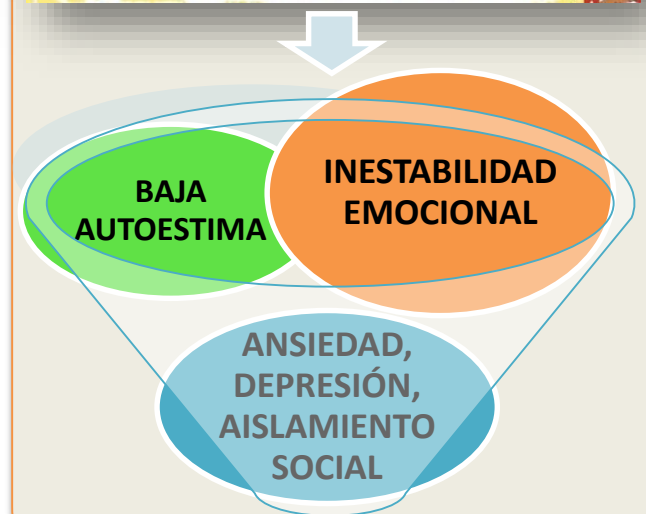 BAJA
AUTOESTIMA
INESTABILIDAD
EMOCIONAL
ANSIEDAD,
DEPRESIÓN,
AISLAMIENTO
SOCIAL